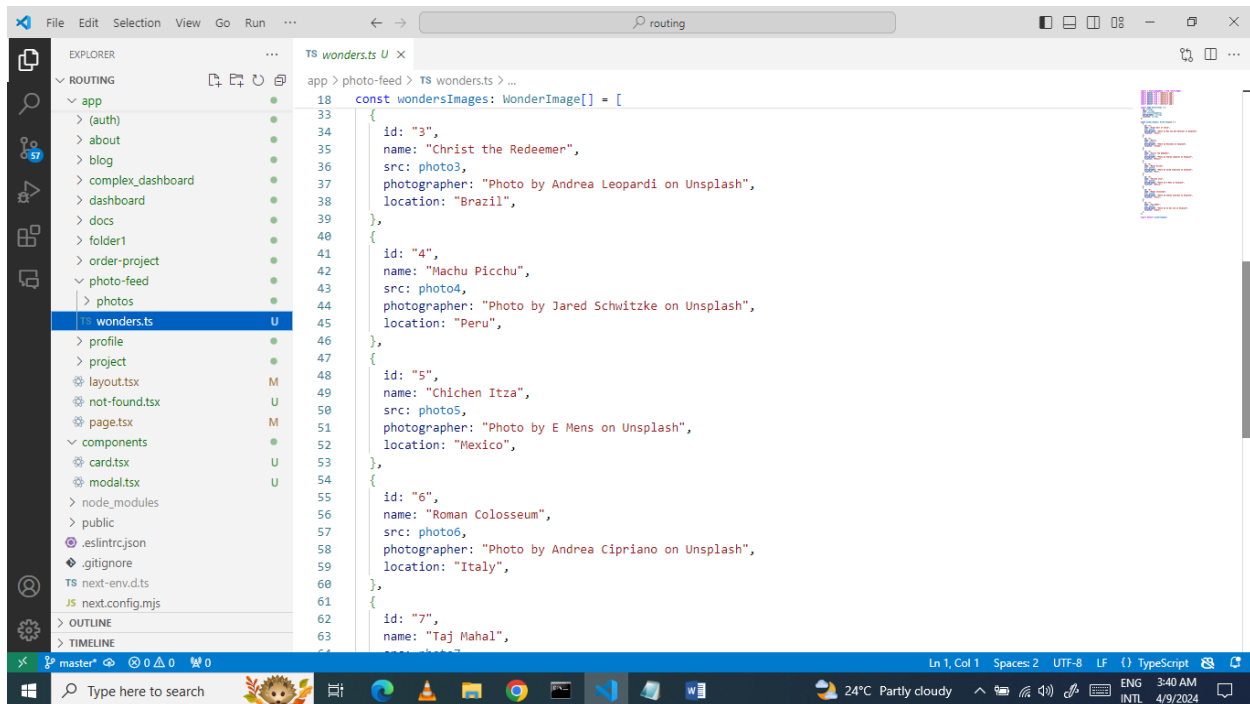 File Edit Selection View Go Run ··· ← → routing
EXPLORER ···
ROUTING
app
(auth)
about
blog
complex_dashboard
dashboard
docs
folder1
order-project
photo-feed
photos
TS wonders.ts U
profile
project
layout.tsx M
not-found.tsx U
page.tsx M
components
card.tsx U
modal.tsx U
node_modules
public
.eslintrc.json
.gitignore
TS next-env.d.ts
JS next.config.mjs
OUTLINE
TIMELINE
57
TS wonders.ts U ×
app > photo-feed > TS wonders.ts > ...
18 const wondersImages: WonderImage[] = [
33 {
34 id: "3",
35 name: "Christ the Redeemer",
36 src: photo3,
37 photographer: "Photo by Andrea Leopardi on Unsplash",
38 location: "Brazil",
39 },
40 {
41 id: "4",
42 name: "Machu Picchu",
43 src: photo4,
44 photographer: "Photo by Jared Schwitzke on Unsplash",
45 location: "Peru",
46 },
47 {
48 id: "5",
49 name: "Chichen Itza",
50 src: photo5,
51 photographer: "Photo by E Mens on Unsplash",
52 location: "Mexico",
53 },
54 {
55 id: "6",
56 name: "Roman Colosseum",
57 src: photo6,
58 photographer: "Photo by Andrea Cipriano on Unsplash",
59 location: "Italy",
60 },
61 {
62 id: "7",
63 name: "Taj Mahal",
master* 0 0 0 Ln 1, Col 1 Spaces: 2 UTF-8 LF {} TypeScript
Type here to search 24°C Partly cloudy ENG INTL 3:40 AM 4/9/2024